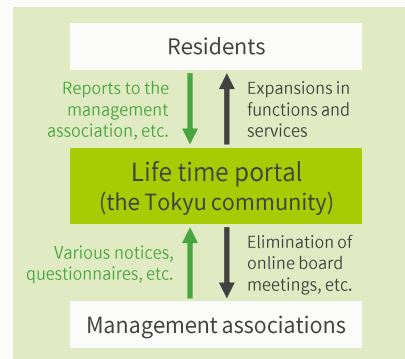 Residents
Reports to the
management
association, etc.
Expansions in
functions and
services
Life time portal
(the Tokyu community)
Various notices,
questionnaires, etc.
Elimination of
online board
meetings, etc.
Management associations